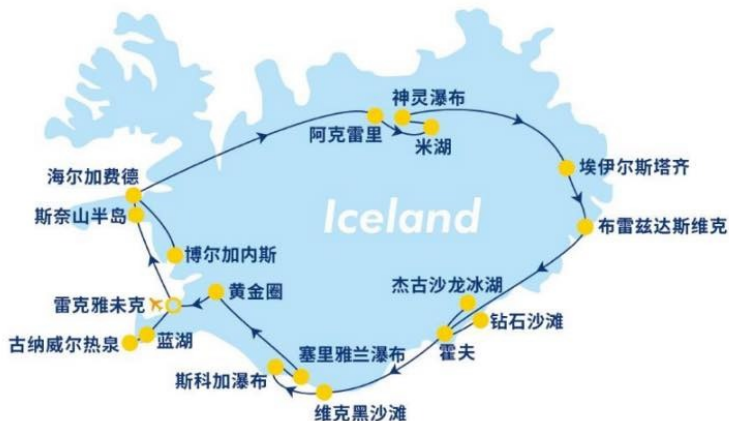 神灵瀑布
阿克雷里
米湖
埃伊尔斯塔齐
海尔加费德
斯奈山半岛
Iceland
布雷兹达斯维克
博尔加内斯
杰古沙龙冰湖
黄金圈
雷克雅未克
钻石沙滩
古纳威尔热泉
蓝湖
霍夫
塞里雅兰瀑布
斯科加瀑布
维克黑沙滩